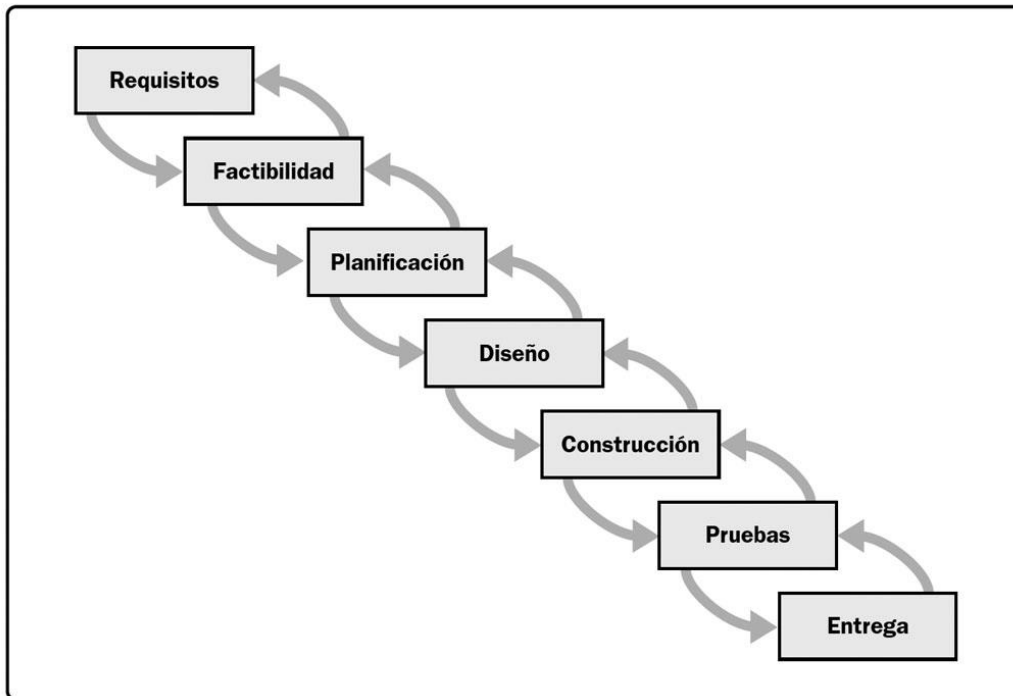 Requisitos
Factibilidad
Planificación
Diseño
Construcción
Pruebas
Entrega